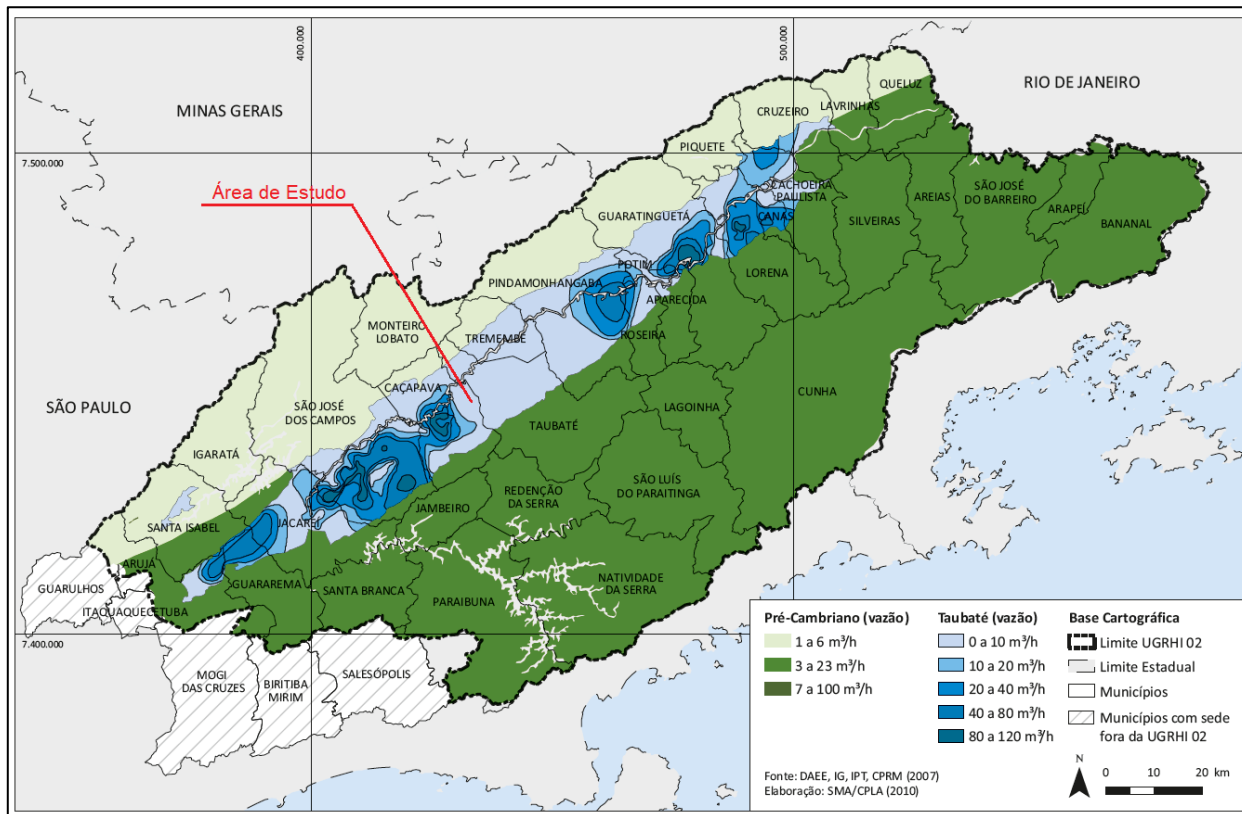 400.000
500.000
MINAS GERAIS
RIO DE JANEIRO
QUELUZ
LAVRINHAS
CRUZEIRO
PIQUETE
7.500.000
Área de Estudo
CACHOEIRA
PAULISTA
CANAS
GUARATINGUETÁ
SILVEIRAS
AREIAS
SÃO JOSÉ
DO BARREIRO
ARAPEÍ
BANANAL
POTIM
LORENA
PINDAMONHANGABA
APARECIDA
MONTEIRO
LOBATO
TREMEMBÉ
ROSEIRA
CAÇAPAVA
CUNHA
SÃO PAULO
SÃO JOSÉ
DOS CAMPOS
LAGOINHA
TAUBATÉ
IGARATÁ
REDENÇÃO
DA SERRA
SÃO LUÍS
DO PARAITINGA
JAMBEIRO
SANTA ISABEL
JACAREÍ
ARUJÁ
GUARULHOS
GUARAREMA
SANTA BRANCA
PARAIBUNA
NATIVIDADE
DA SERRA
ITAQUAQUECETUBA
7.400.000
MOGI
DAS CRUZES
BIRITIBA
MIRIM
SALESÓPOLIS
Pré-Cambriano (vazão)
1 a 6 m³/h
3 a 23 m³/h
7 a 100 m³/h
Taubaté (vazão)
0 a 10 m³/h
10 a 20 m³/h
20 a 40 m³/h
40 a 80 m³/h
80 a 120 m³/h
Base Cartográfica
Limite UGRHI 02
Limite Estadual
Municípios
Municípios com sede
fora da UGRHI 02
Fonte: DAEE, IG, IPT, CPRM (2007)
Elaboração: SMA/CPLA (2010)
N
0 10 20 km